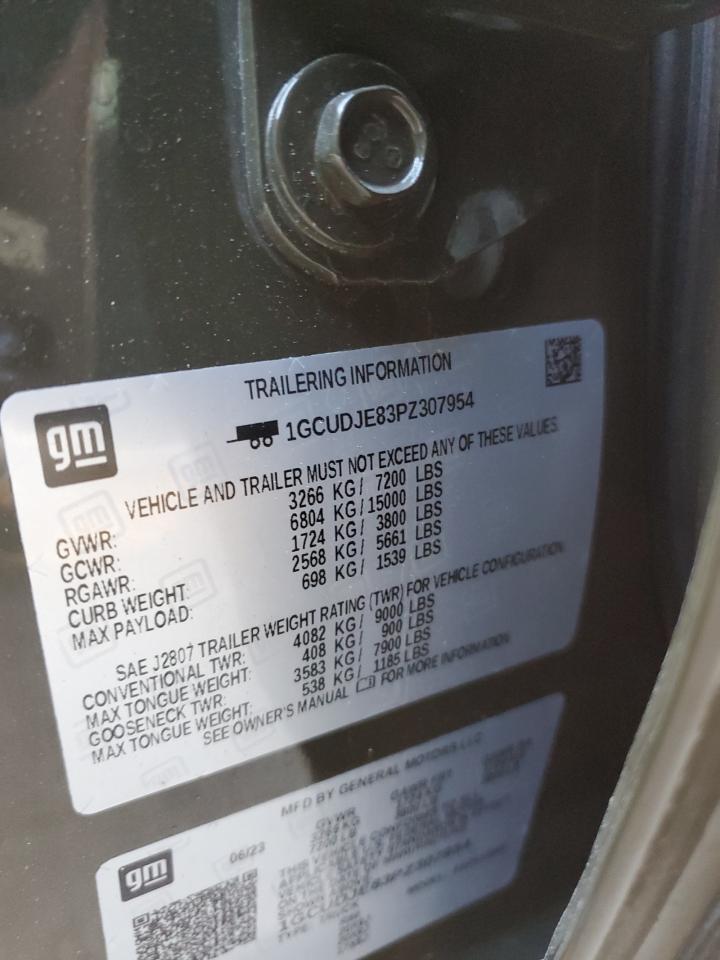 TRAILERING INFORMATION
gm
1GCUDJE83PZ307954
VEHICLE AND TRAILER MUST NOT EXCEED ANY OF THESE VALUES.
GVWR: 3266 KG/ 7200 LBS
GCWR: 6804 KG/15000 LBS
RGAWR: 1724 KG/ 3800 LBS
CURB WEIGHT: 2568 KG/ 5661 LBS
MAX PAYLOAD: 698 KG/ 1539 LBS
SAE J2807 TRAILER WEIGHT RATING (TWR) FOR VEHICLE CONFIGURATION
CONVENTIONAL TWR: 4082 KG/ 9000 LBS
MAX TONGUE WEIGHT: 408 KG/ 900 LBS
GOOSENECK TWR: 3583 KG/ 7900 LBS
MAX TONGUE WEIGHT: 538 KG/ 1185 LBS
SEE OWNER'S MANUAL FOR MORE INFORMATION
MFD BY GENERAL MOTORS LLC
gm
06/23
GVWR
THIS VEHICLE
1GCUDJE83PZ307954